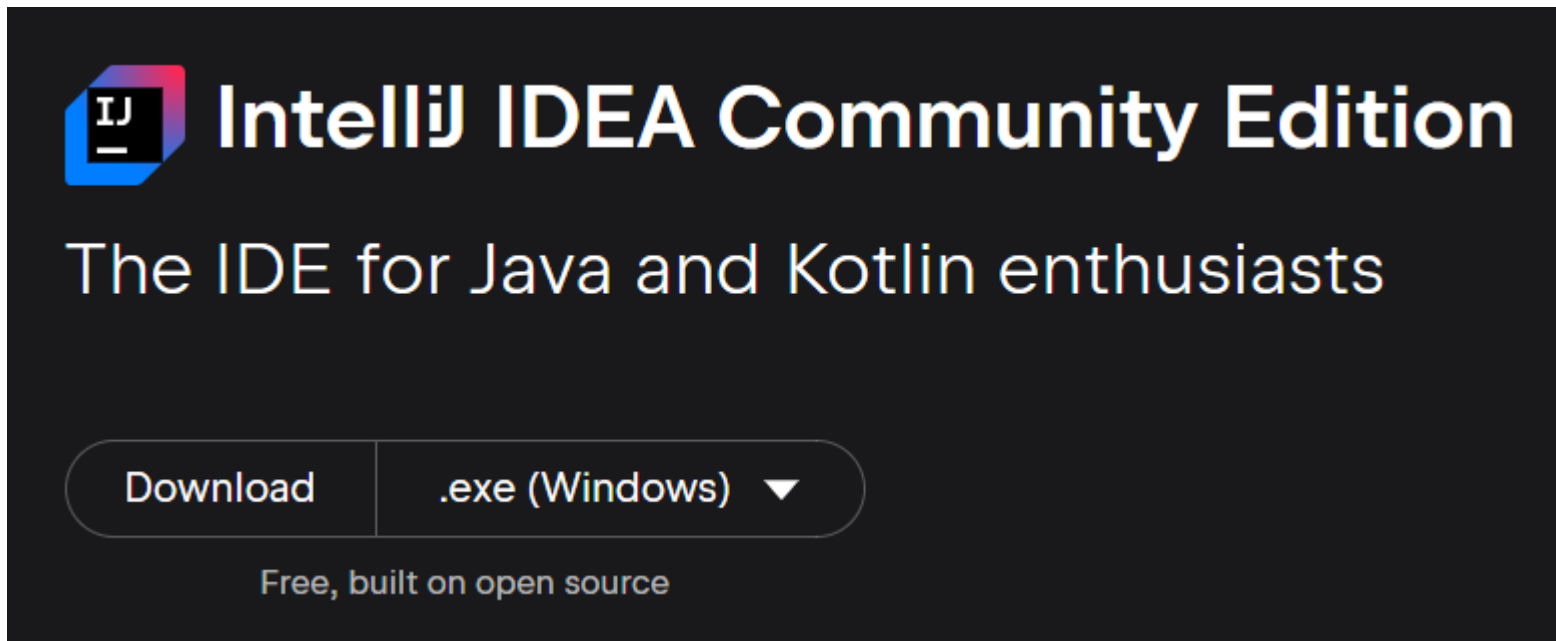 IJ
IntelliJ IDEA Community Edition
The IDE for Java and Kotlin enthusiasts
Download
.exe (Windows)
Free, built on open source